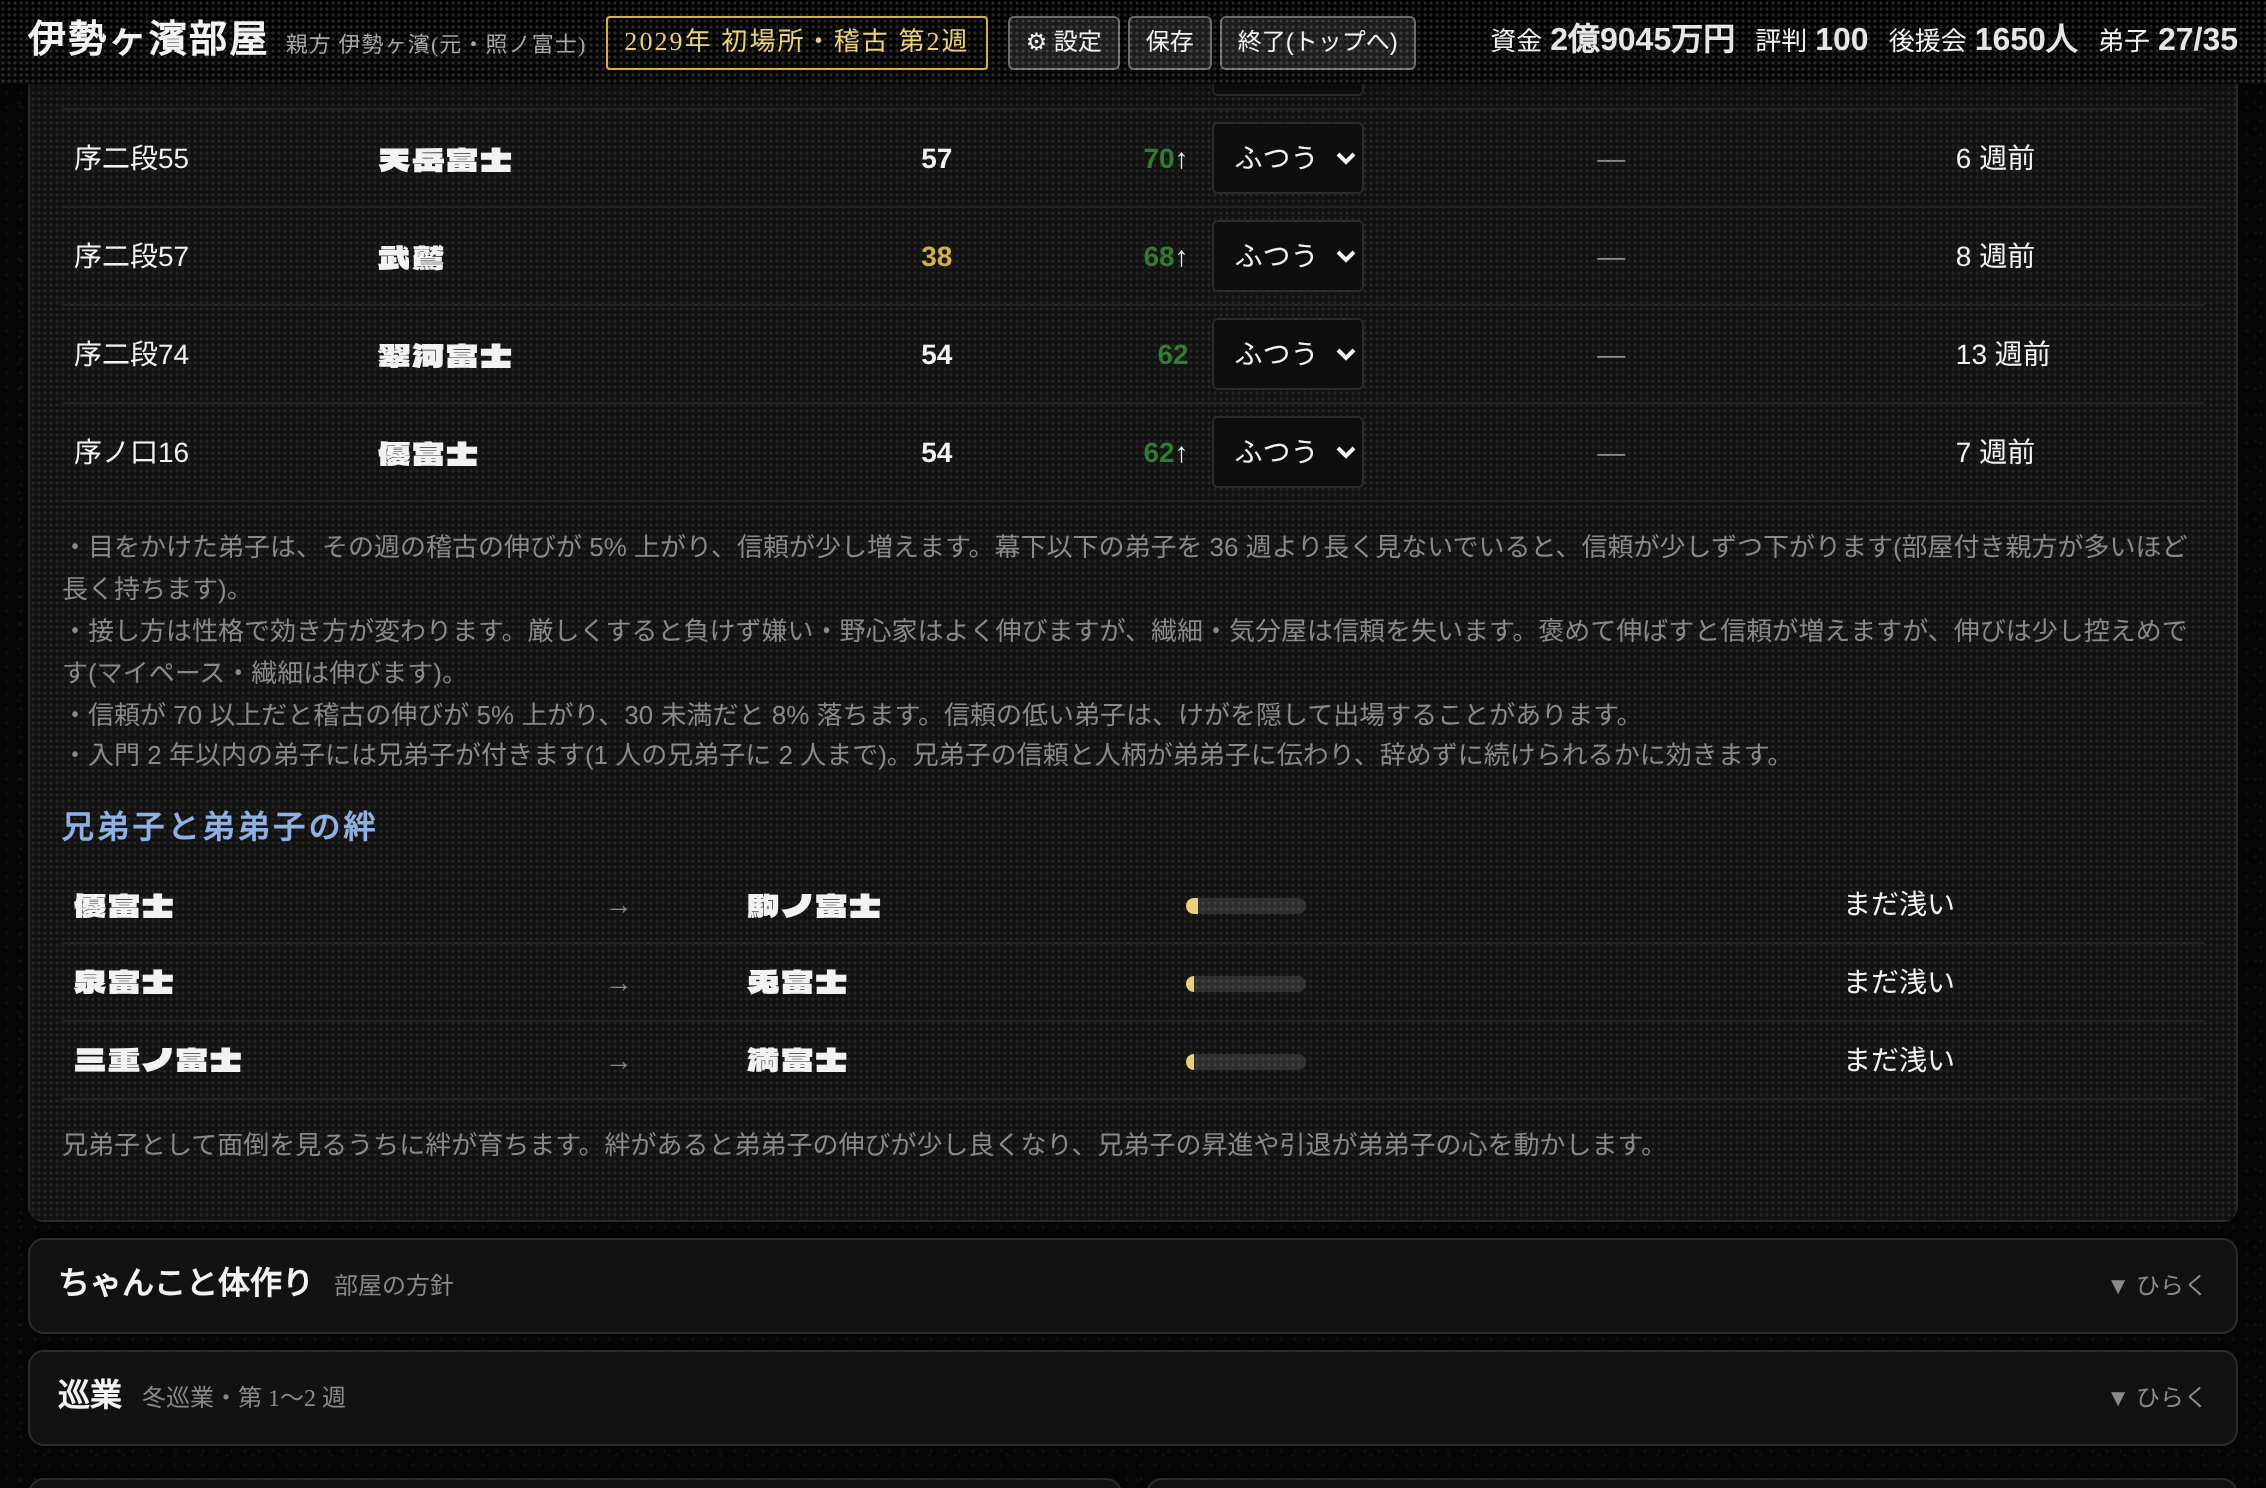 伊勢ヶ濱部屋 親方 伊勢ヶ濱(元・照ノ富士) 2029年 初場所・稽古 第2週 ⚙ 設定 保存 終了(トップへ) 資金 2億9045万円 評判 100 後援会 1650人 弟子 27/35
序二段55 天岳富士 57 70↑ ふつう — 6 週前
序二段57 武鷲 38 68↑ ふつう — 8 週前
序二段74 翠河富士 54 62 ふつう — 13 週前
序ノ口16 優富士 54 62↑ ふつう — 7 週前
・目をかけた弟子は、その週の稽古の伸びが 5% 上がり、信頼が少し増えます。幕下以下の弟子を 36 週より長く見ないでいると、信頼が少しずつ下がります(部屋付き親方が多いほど
長く持ちます)。
・接し方は性格で効き方が変わります。厳しくすると負けず嫌い・野心家はよく伸びますが、繊細・気分屋は信頼を失います。褒めて伸ばすと信頼が増えますが、伸びは少し控えめで
す(マイペース・繊細は伸びます)。
・信頼が 70 以上だと稽古の伸びが 5% 上がり、30 未満だと 8% 落ちます。信頼の低い弟子は、けがを隠して出場することがあります。
・入門 2 年以内の弟子には兄弟子が付きます(1 人の兄弟子に 2 人まで)。兄弟子の信頼と人柄が弟弟子に伝わり、辞めずに続けられるかに効きます。
兄弟子と弟弟子の絆
優富士 → 駒ノ富士 まだ浅い
泉富士 → 兎富士 まだ浅い
三重ノ富士 → 満富士 まだ浅い
兄弟子として面倒を見るうちに絆が育ちます。絆があると弟弟子の伸びが少し良くなり、兄弟子の昇進や引退が弟弟子の心を動かします。
ちゃんこと体作り 部屋の方針 ▼ ひらく
巡業 冬巡業・第 1〜2 週 ▼ ひらく